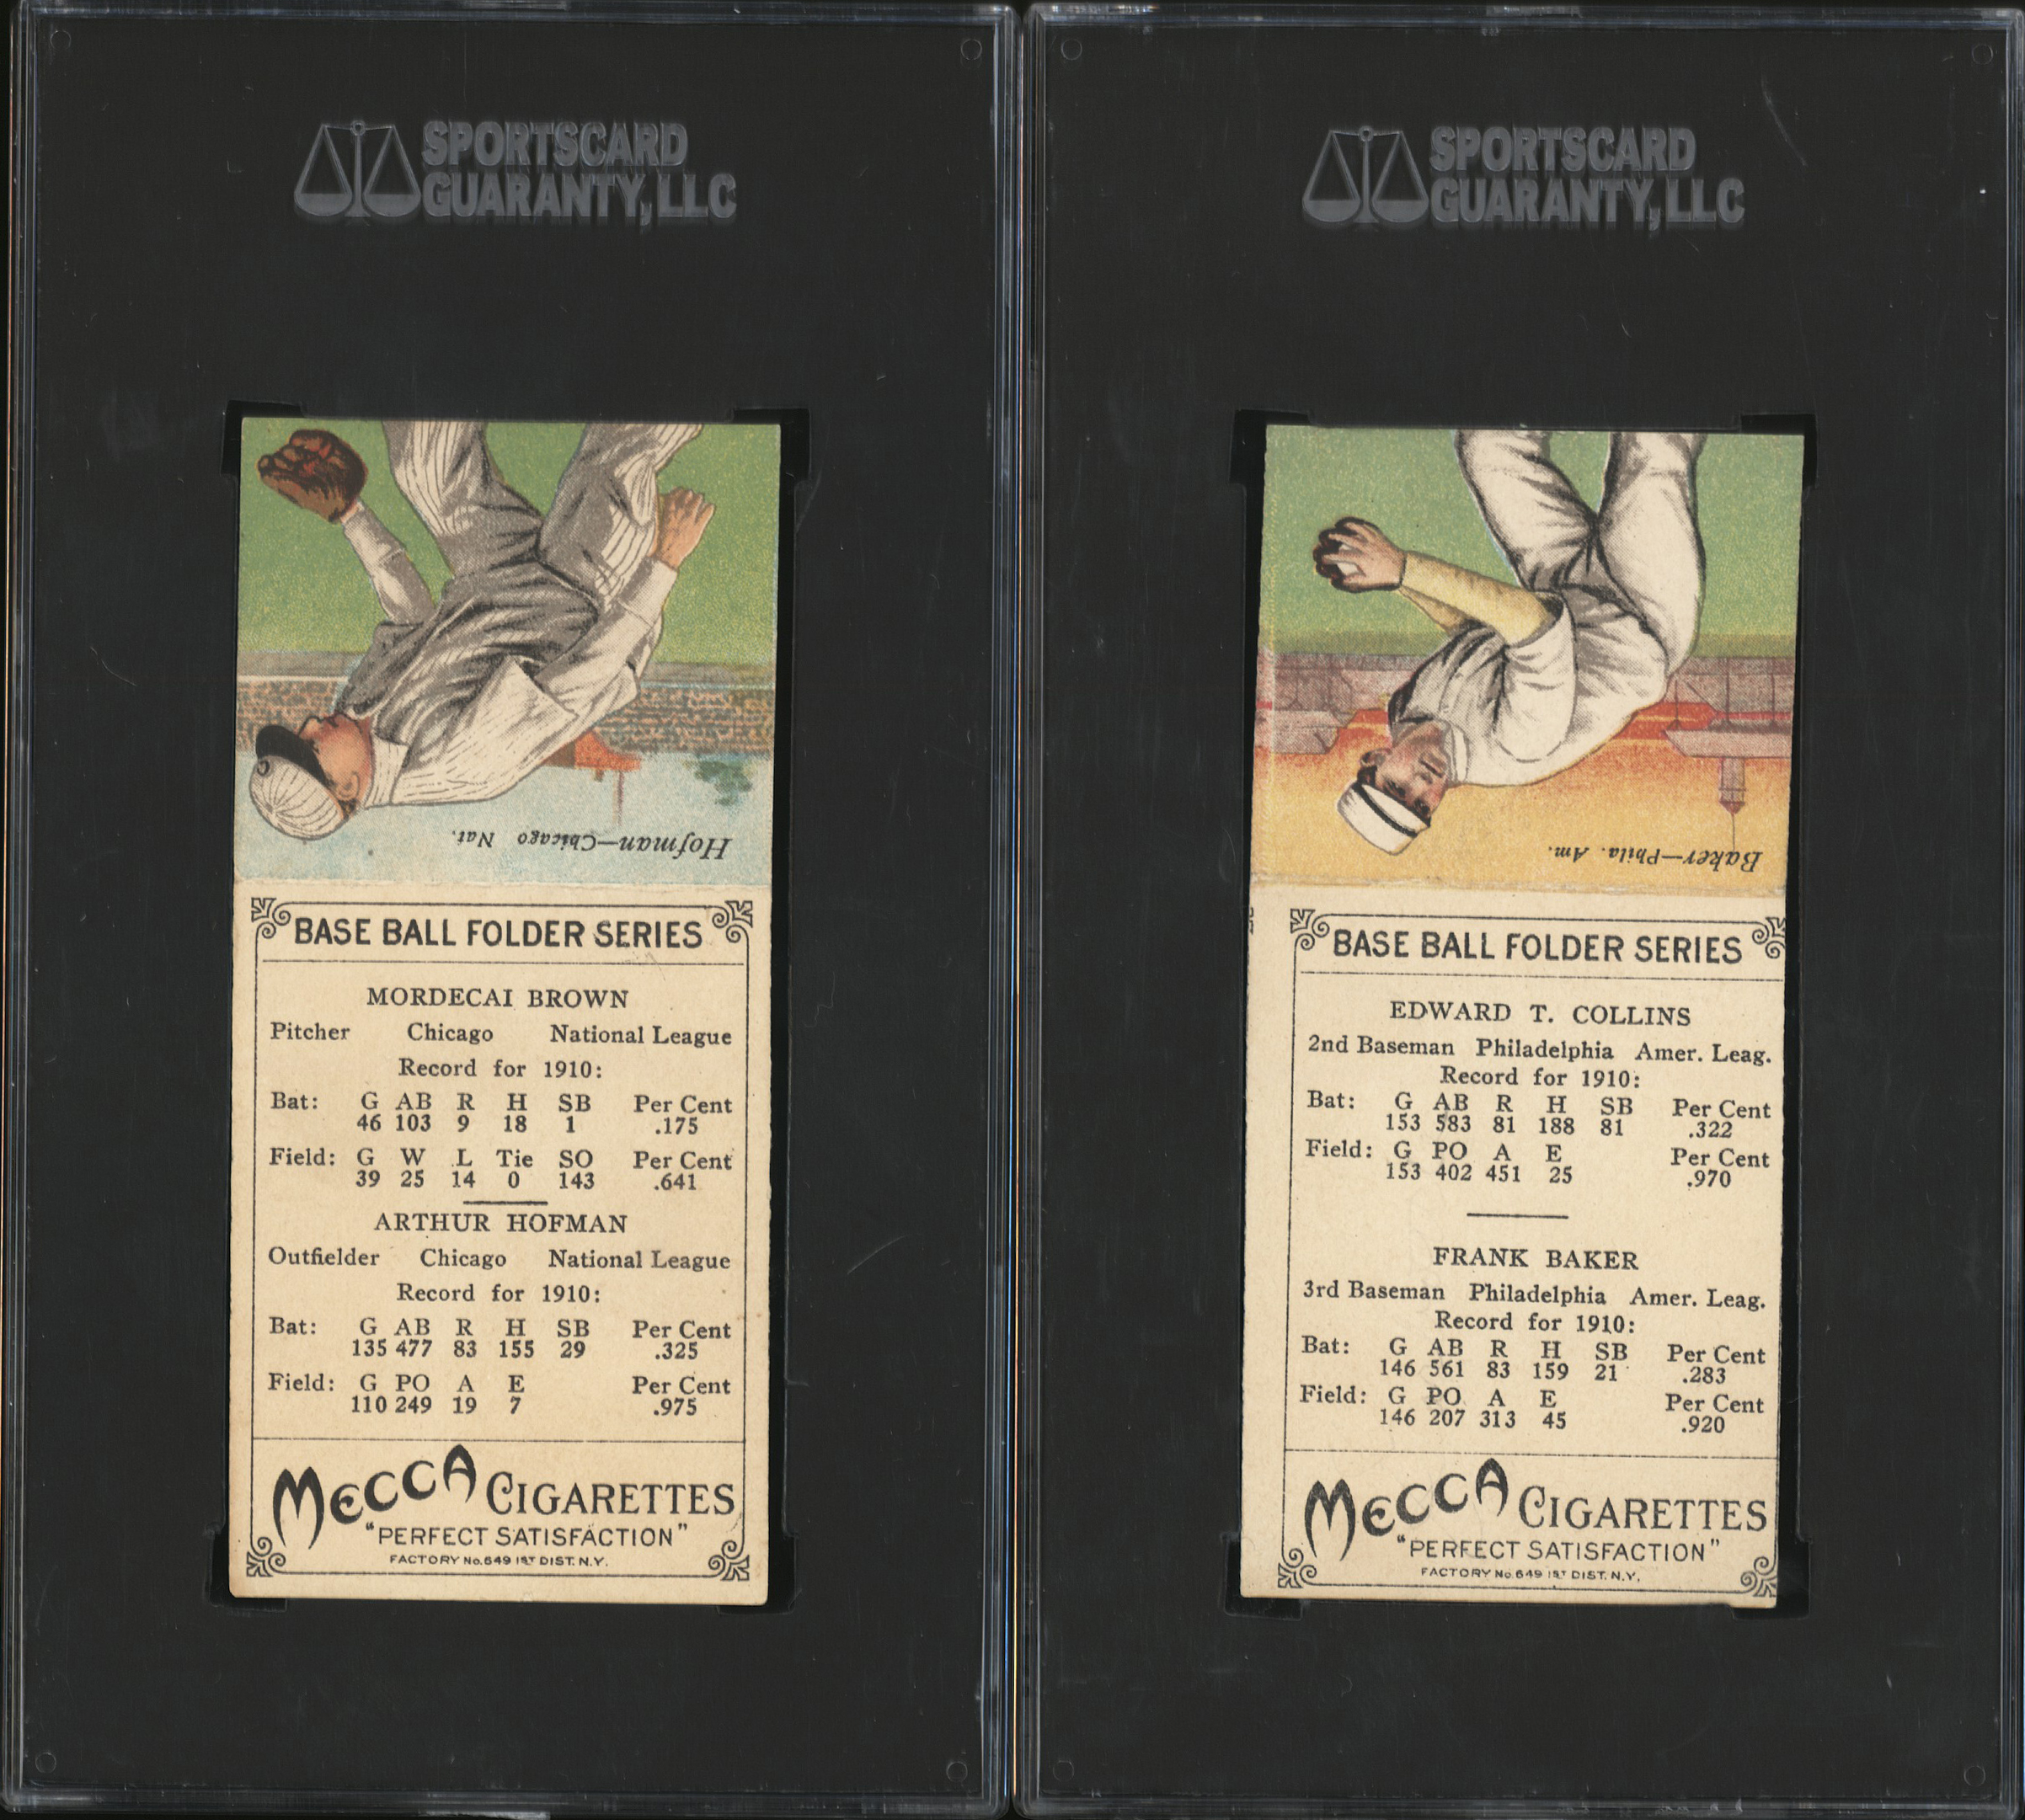 SPORTSCARD
GUARANTY, LLC
Hofman—Chicago Nat.
BASE BALL FOLDER SERIES
MORDECAI BROWN
Pitcher Chicago National League
Record for 1910:
Bat: G AB R H SB Per Cent
46 103 9 18 1 .175
Field: G W L Tie SO Per Cent
39 25 14 0 143 .641
ARTHUR HOFMAN
Outfielder Chicago National League
Record for 1910:
Bat: G AB R H SB Per Cent
135 477 83 155 29 .325
Field: G PO A E Per Cent
110 249 19 7 .975
MECCA CIGARETTES
"PERFECT SATISFACTION"
FACTORY No. 649 1ST DIST. N.Y.
SPORTSCARD
GUARANTY, LLC
Baker—Phila. Am.
BASE BALL FOLDER SERIES
EDWARD T. COLLINS
2nd Baseman Philadelphia Amer. Leag.
Record for 1910:
Bat: G AB R H SB Per Cent
153 583 81 188 81 .322
Field: G PO A E Per Cent
153 402 451 25 .970
FRANK BAKER
3rd Baseman Philadelphia Amer. Leag.
Record for 1910:
Bat: G AB R H SB Per Cent
146 561 83 159 21 .283
Field: G PO A E Per Cent
146 207 313 45 .920
MECCA CIGARETTES
"PERFECT SATISFACTION"
FACTORY No. 649 1ST DIST. N.Y.